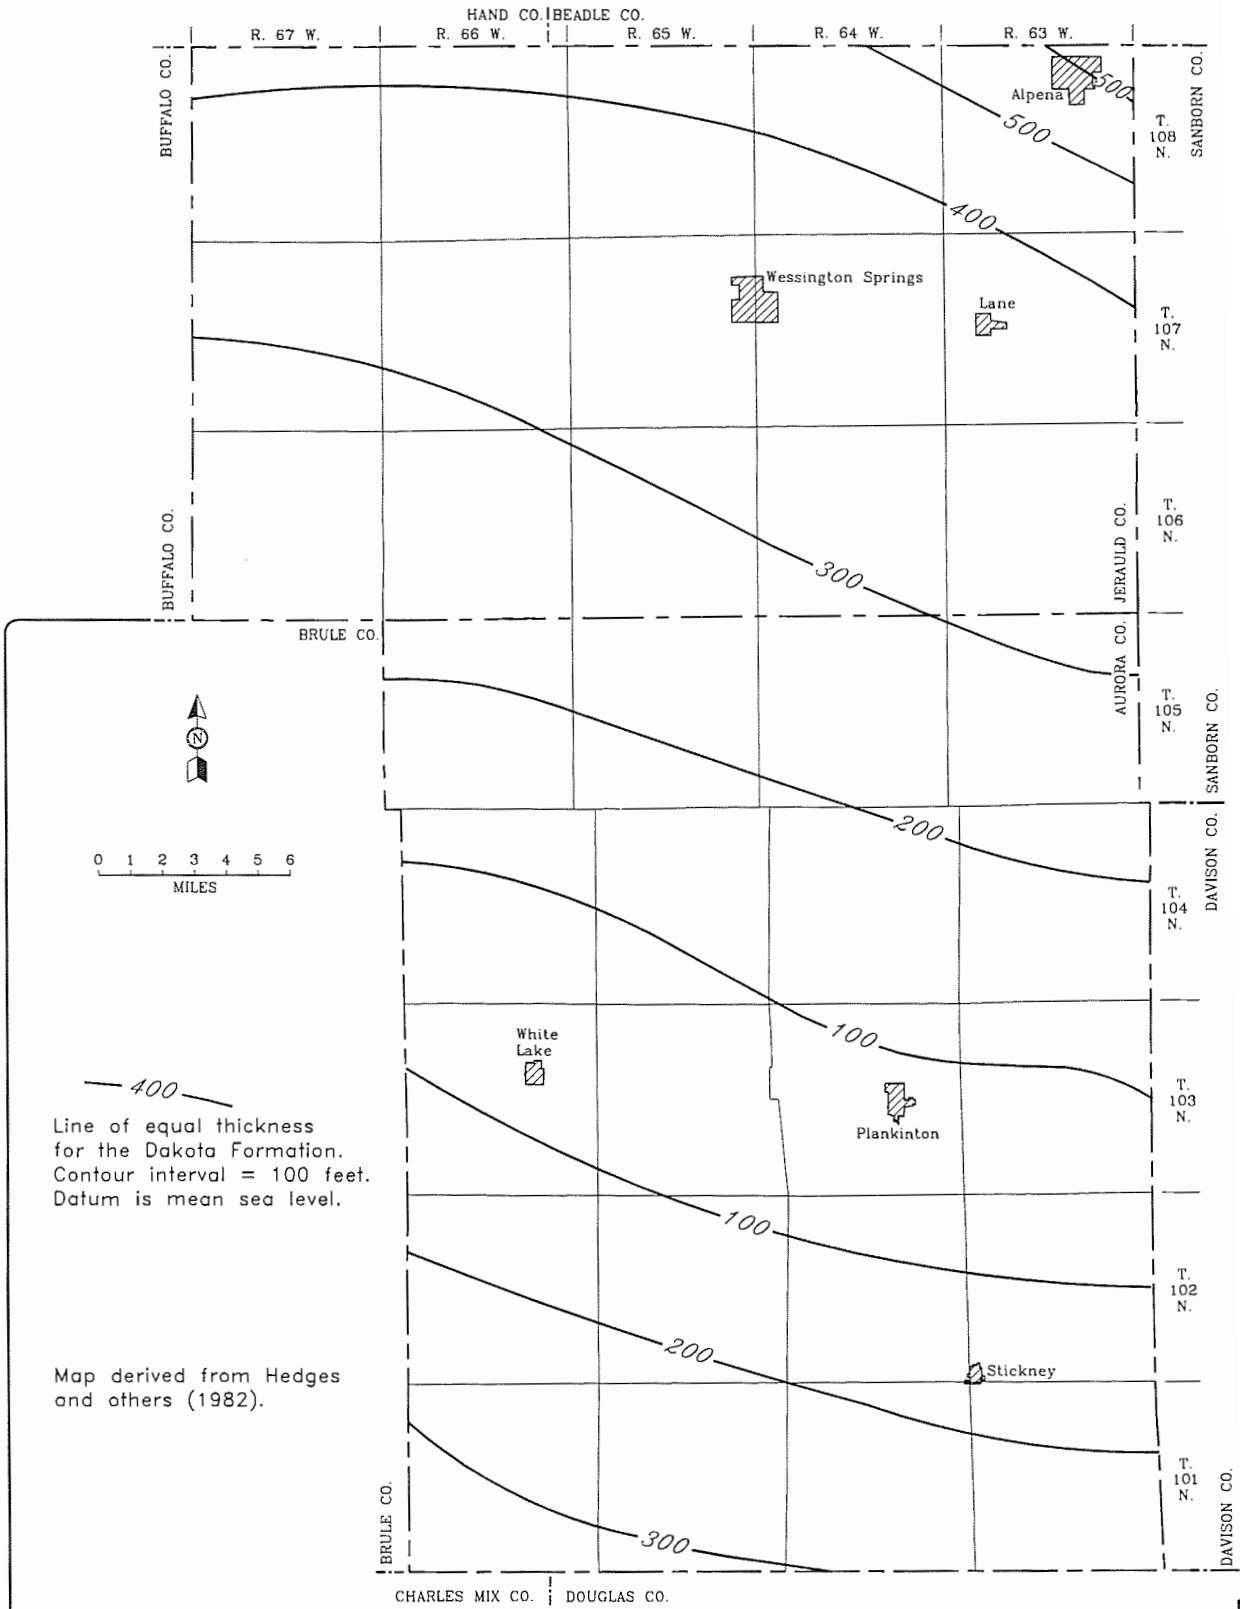 HAND CO. BEADLE CO.
R. 67 W. R. 66 W. R. 65 W. R. 64 W. R. 63 W.
BUFFALO CO.
SANBORN CO.
Alpena
500
500
T.
108
N.
400
Wessington Springs
Lane
T.
107
N.
BUFFALO CO.
T.
106
N.
JERAULD CO.
300
BRULE CO.
AURORA CO.
T.
105
N.
SANBORN CO.
N
0 1 2 3 4 5 6
MILES
200
DAVISON CO.
T.
104
N.
White
Lake
100
Plankinton
T.
103
N.
400
Line of equal thickness
for the Dakota Formation.
Contour interval = 100 feet.
Datum is mean sea level.
100
T.
102
N.
200
Stickney
Map derived from Hedges
and others (1982).
T.
101
N.
BRULE CO.
300
DAVISON CO.
CHARLES MIX CO. DOUGLAS CO.